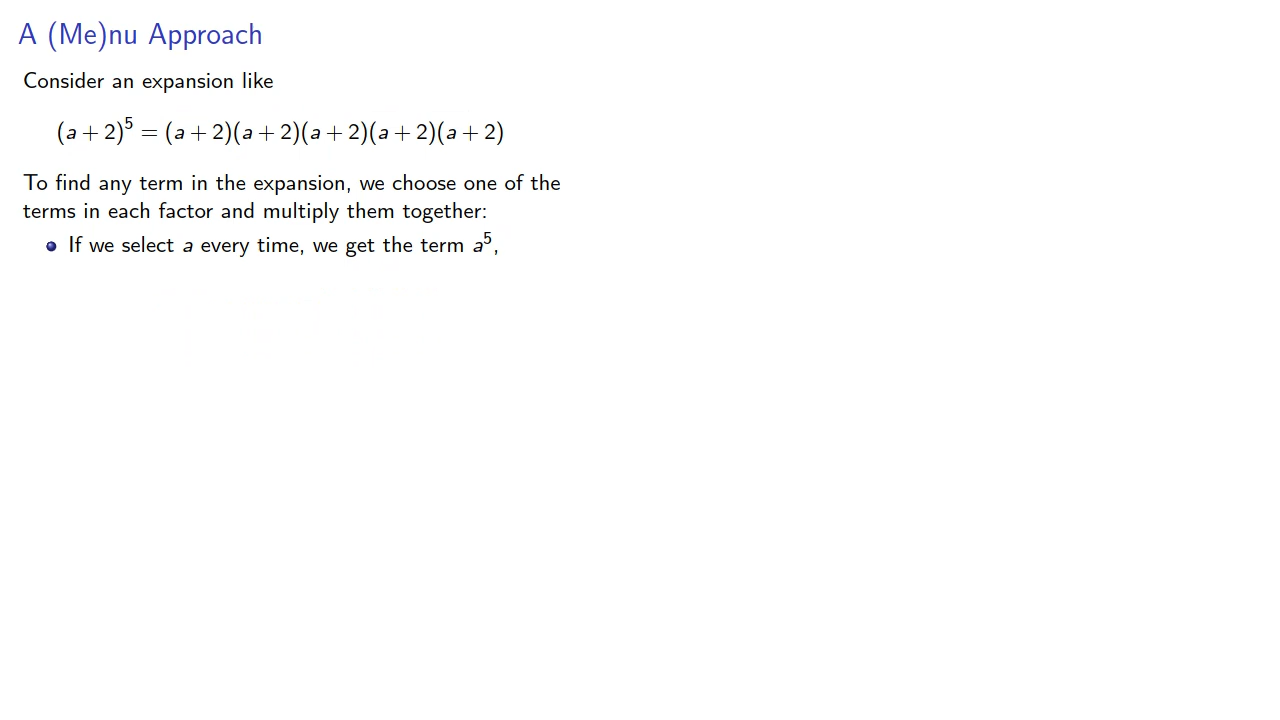 A (Me)nu Approach
Consider an expansion like
(a + 2)⁵ = (a + 2)(a + 2)(a + 2)(a + 2)(a + 2)
To find any term in the expansion, we choose one of the
terms in each factor and multiply them together:
If we select a every time, we get the term a⁵,